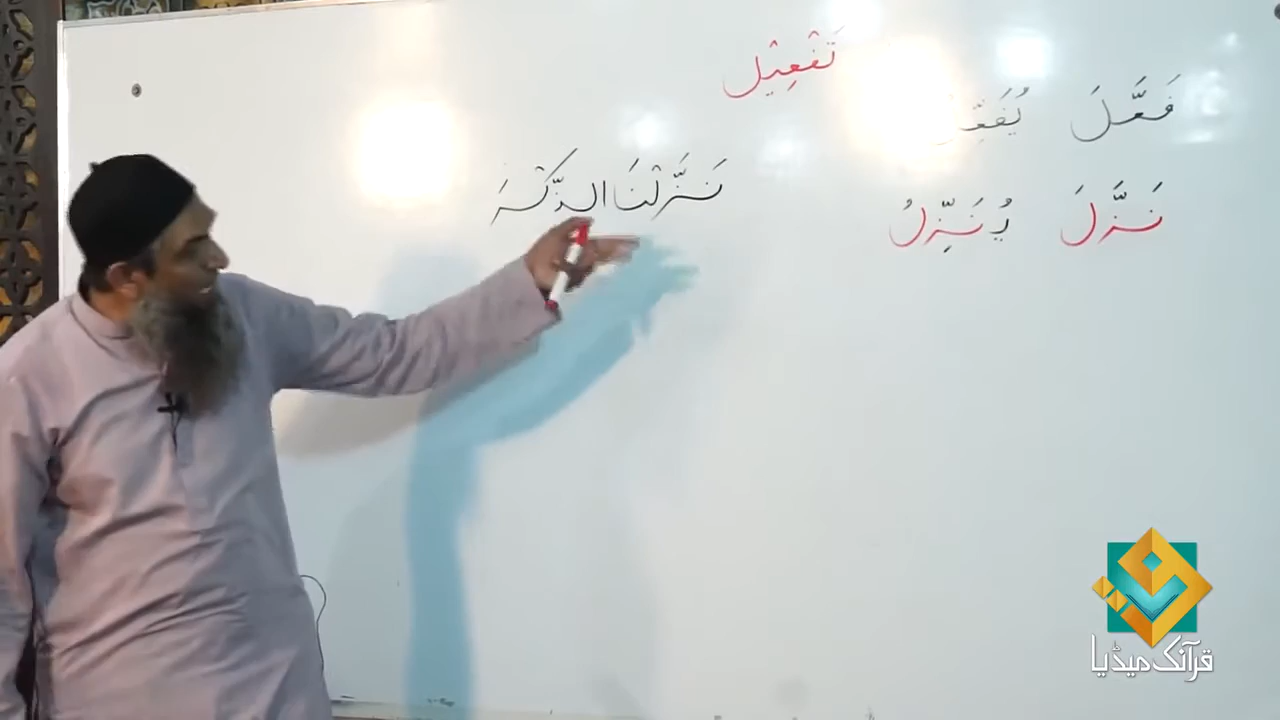 تَفْعِيْل
فَعَّلَ يُفَعِّ
نَزَّلْنَا الذِّكْرَ
نَزَّلَ يُنَزِّلُ
قرآنک میڈیا